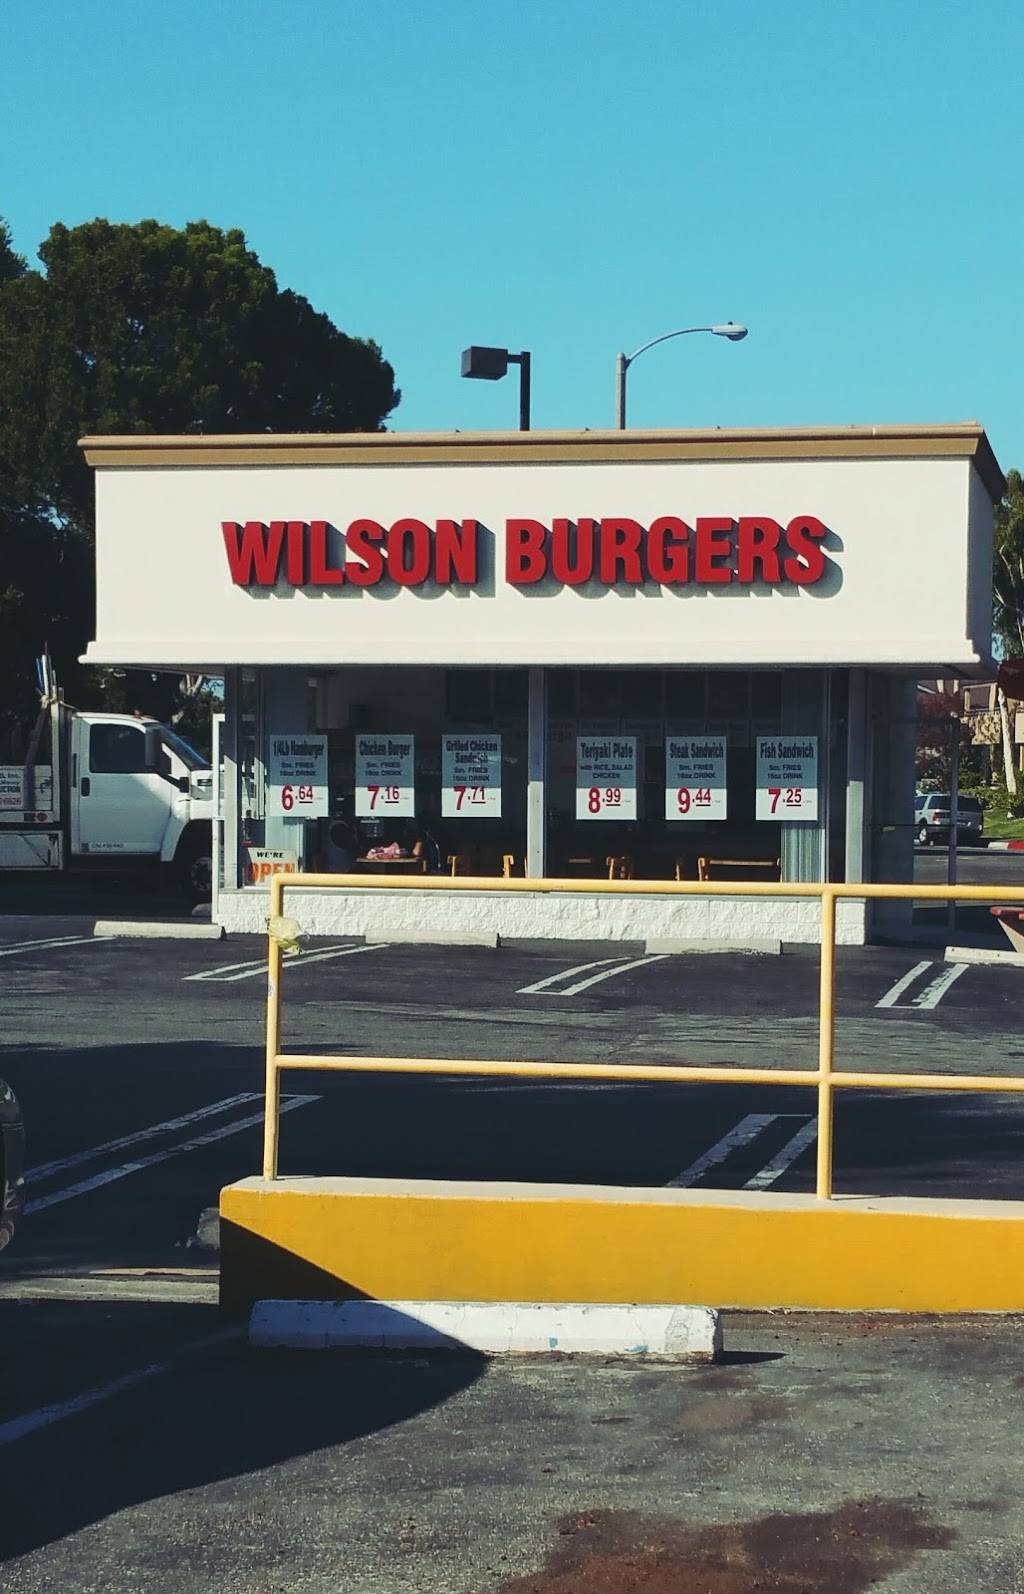 WILSON BURGERS
1/4Lb Hamburger
Sm. FRIES
16oz DRINK
6.64
Chicken Burger
Sm. FRIES
16oz DRINK
7.16
Grilled Chicken
Sandwich
Sm. FRIES
16oz DRINK
7.71
Teriyaki Plate
with RICE, SALAD
CHICKEN
8.99
Steak Sandwich
Sm. FRIES
16oz DRINK
9.44
Fish Sandwich
Sm. FRIES
16oz DRINK
7.25
WE'RE
OPEN